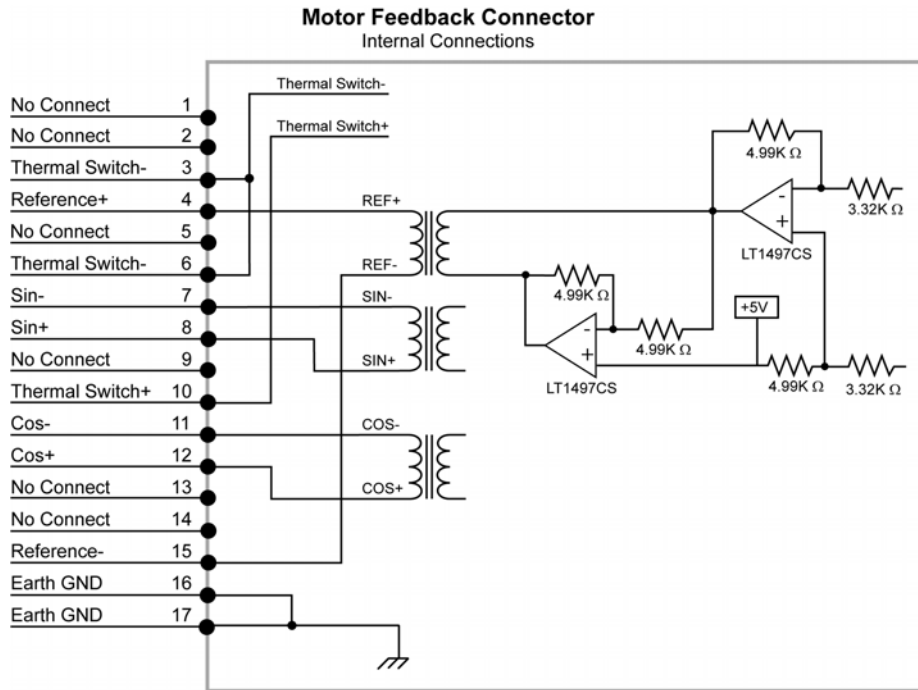 Motor Feedback Connector
Internal Connections
Thermal Switch-
No Connect 1
Thermal Switch+
No Connect 2
4.99K Ω
Thermal Switch- 3
-
3.32K Ω
Reference+ 4
REF+
+
No Connect 5
LT1497CS
REF-
Thermal Switch- 6
4.99K Ω
Sin- 7
SIN-
+5V
Sin+ 8
-
4.99K Ω
SIN+
+
No Connect 9
LT1497CS
4.99K Ω
3.32K Ω
Thermal Switch+ 10
Cos- 11
COS-
Cos+ 12
No Connect 13
COS+
No Connect 14
Reference- 15
Earth GND 16
Earth GND 17